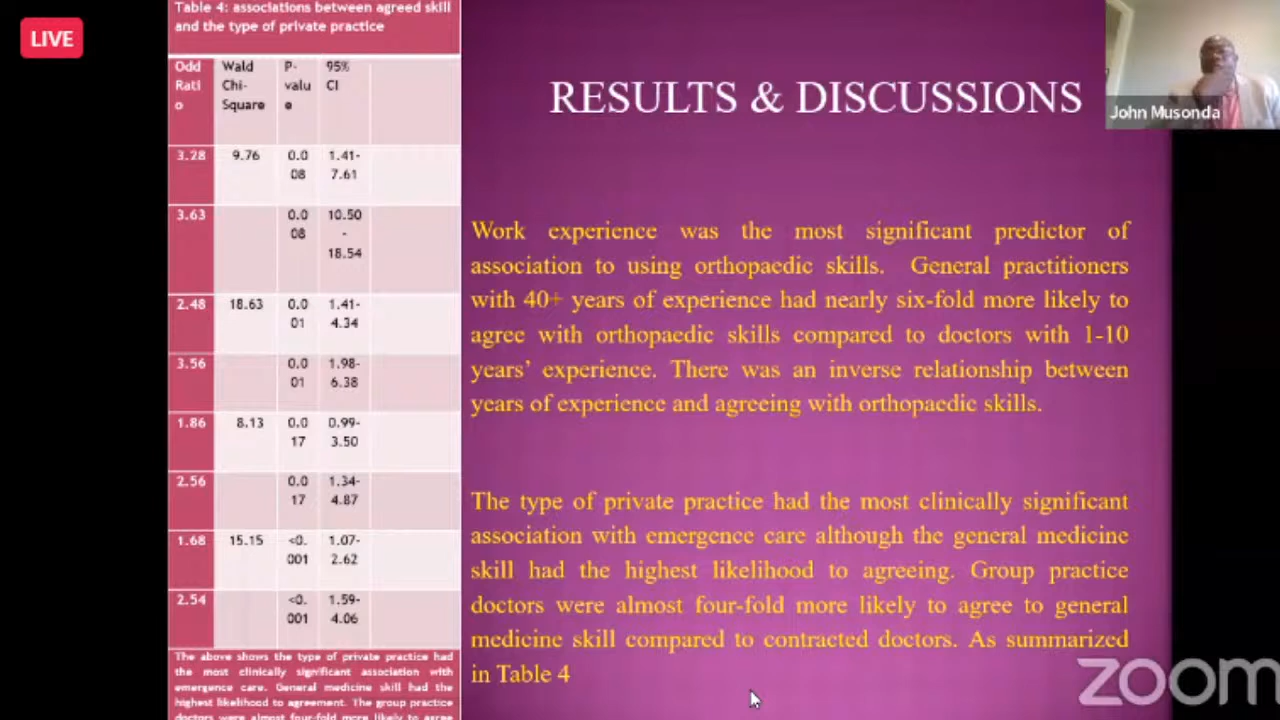 LIVE
Table 4: associations between agreed skill
and the type of private practice
Odd
Rati
o
Wald
Chi-
Square
P-
valu
e
95%
CI
3.28
9.76
0.0
08
1.41-
7.61
3.63
0.0
08
10.50
-
18.54
2.48
18.63
0.0
01
1.41-
4.34
3.56
0.0
01
1.98-
6.38
1.86
8.13
0.0
17
0.99-
3.50
2.56
0.0
17
1.34-
4.87
1.68
15.15
<0.
001
1.07-
2.62
2.54
<0.
001
1.59-
4.06
The above shows the type of private practice had
the most clinically significant association with
emergence care. General medicine skill had the
highest likelihood to agreement. The group practice
doctors were almost four-fold more likely to agree
RESULTS & DISCUSSIONS
John Musonda
Work experience was the most significant predictor of
association to using orthopaedic skills. General practitioners
with 40+ years of experience had nearly six-fold more likely to
agree with orthopaedic skills compared to doctors with 1-10
years’ experience. There was an inverse relationship between
years of experience and agreeing with orthopaedic skills.
The type of private practice had the most clinically significant
association with emergence care although the general medicine
skill had the highest likelihood to agreeing. Group practice
doctors were almost four-fold more likely to agree to general
medicine skill compared to contracted doctors. As summarized
in Table 4
zoom